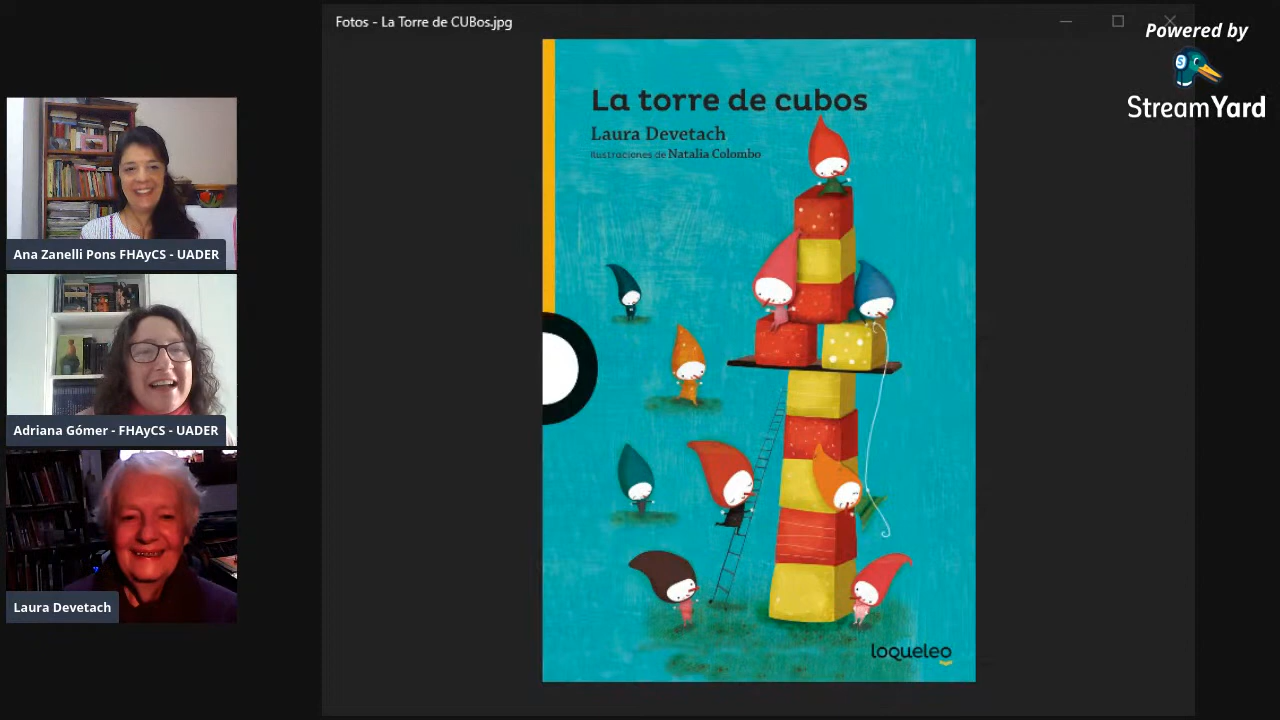 Fotos - La Torre de CUBos.jpg
Powered by
StreamYard
La torre de cubos
Laura Devetach
Ilustraciones de Natalia Colombo
loqueleo
Ana Zanelli Pons FHAyCS - UADER
Adriana Gómer - FHAyCS - UADER
Laura Devetach